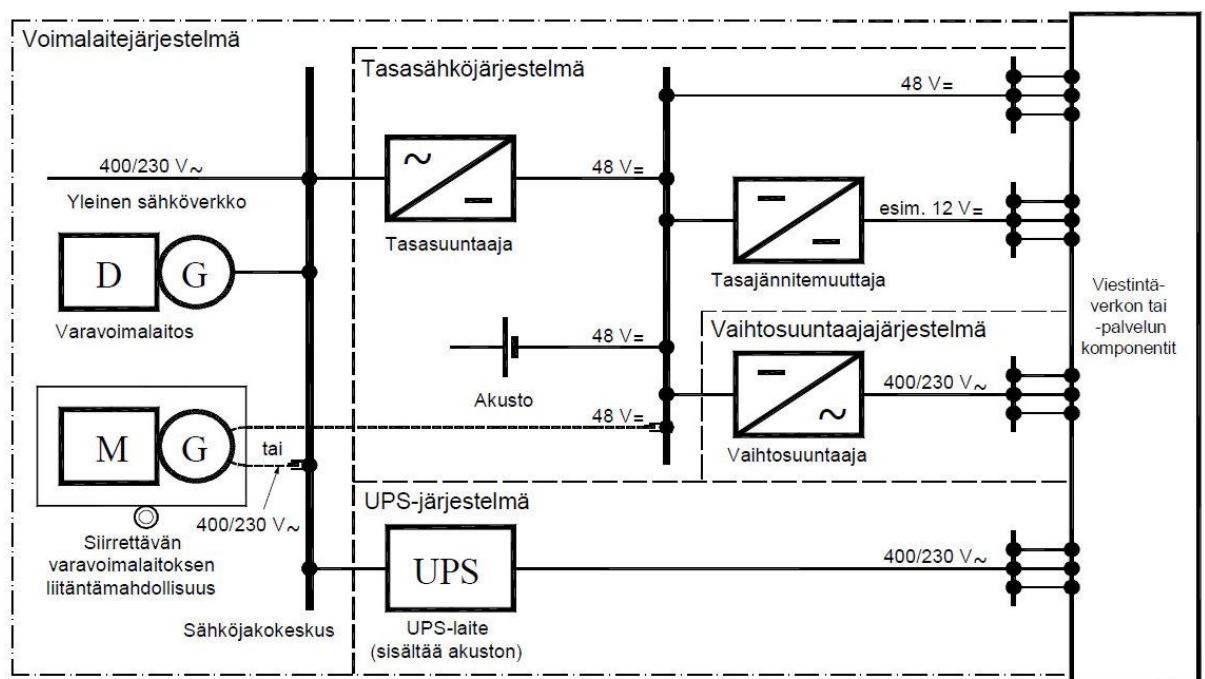 Voimalaitejärjestelmä
Tasasähköjärjestelmä
48 V=
400/230 V~
Yleinen sähköverkko
~
48 V=
Tasasuuntaaja
esim. 12 V=
Tasajännitemuuttaja
D
G
Varavoimalaitos
Viestintä-
verkon tai
-palvelun
komponentit
Vaihtosuuntaajajärjestelmä
48 V=
Akusto
~
400/230 V~
Vaihtosuuntaaja
48 V=
M
G
tai
400/230 V~
Siirrettävän
varavoimalaitoksen
liitäntämahdollisuus
Sähköjakokeskus
UPS-järjestelmä
UPS
400/230 V~
UPS-laite
(sisältää akuston)